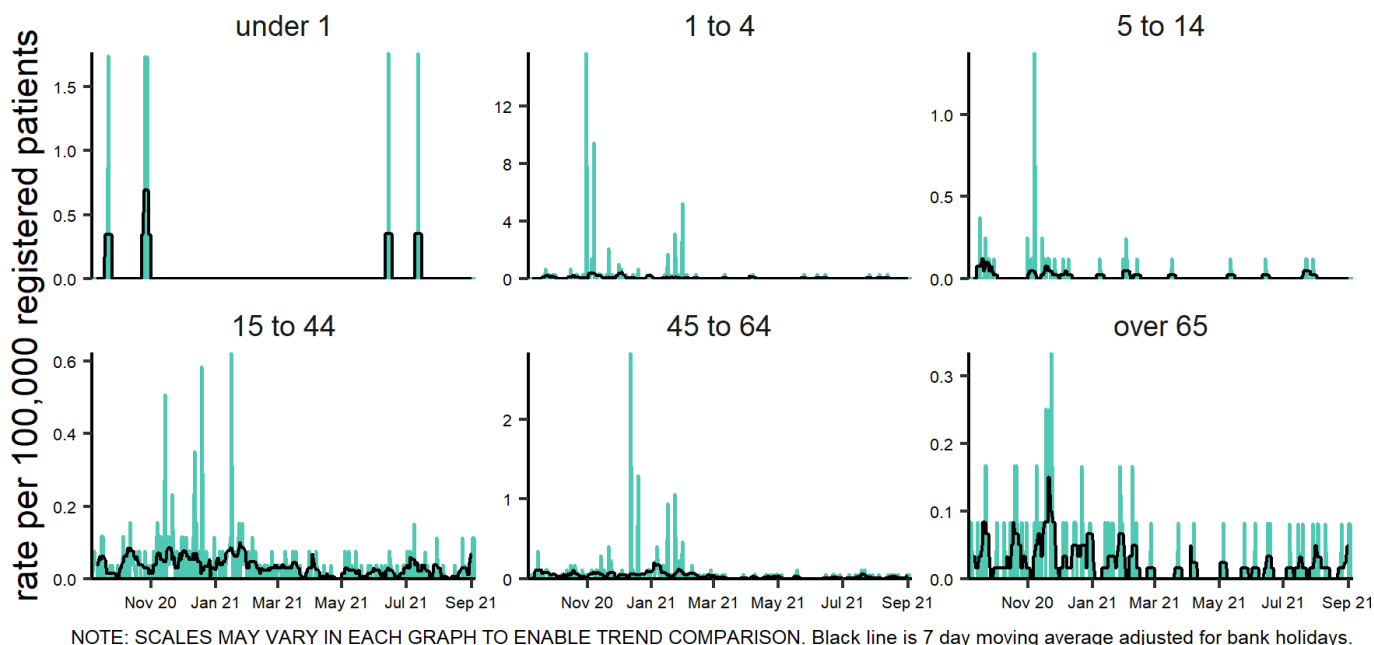 rate per 100,000 registered patients
under 1
1 to 4
5 to 14
1.5
1.0
0.5
0.0
12
8
4
0
1.0
0.5
0.0
15 to 44
45 to 64
over 65
0.6
0.4
0.2
0.0
2
1
0
0.3
0.2
0.1
0.0
Nov 20 Jan 21 Mar 21 May 21 Jul 21 Sep 21
Nov 20 Jan 21 Mar 21 May 21 Jul 21 Sep 21
Nov 20 Jan 21 Mar 21 May 21 Jul 21 Sep 21
NOTE: SCALES MAY VARY IN EACH GRAPH TO ENABLE TREND COMPARISON. Black line is 7 day moving average adjusted for bank holidays.